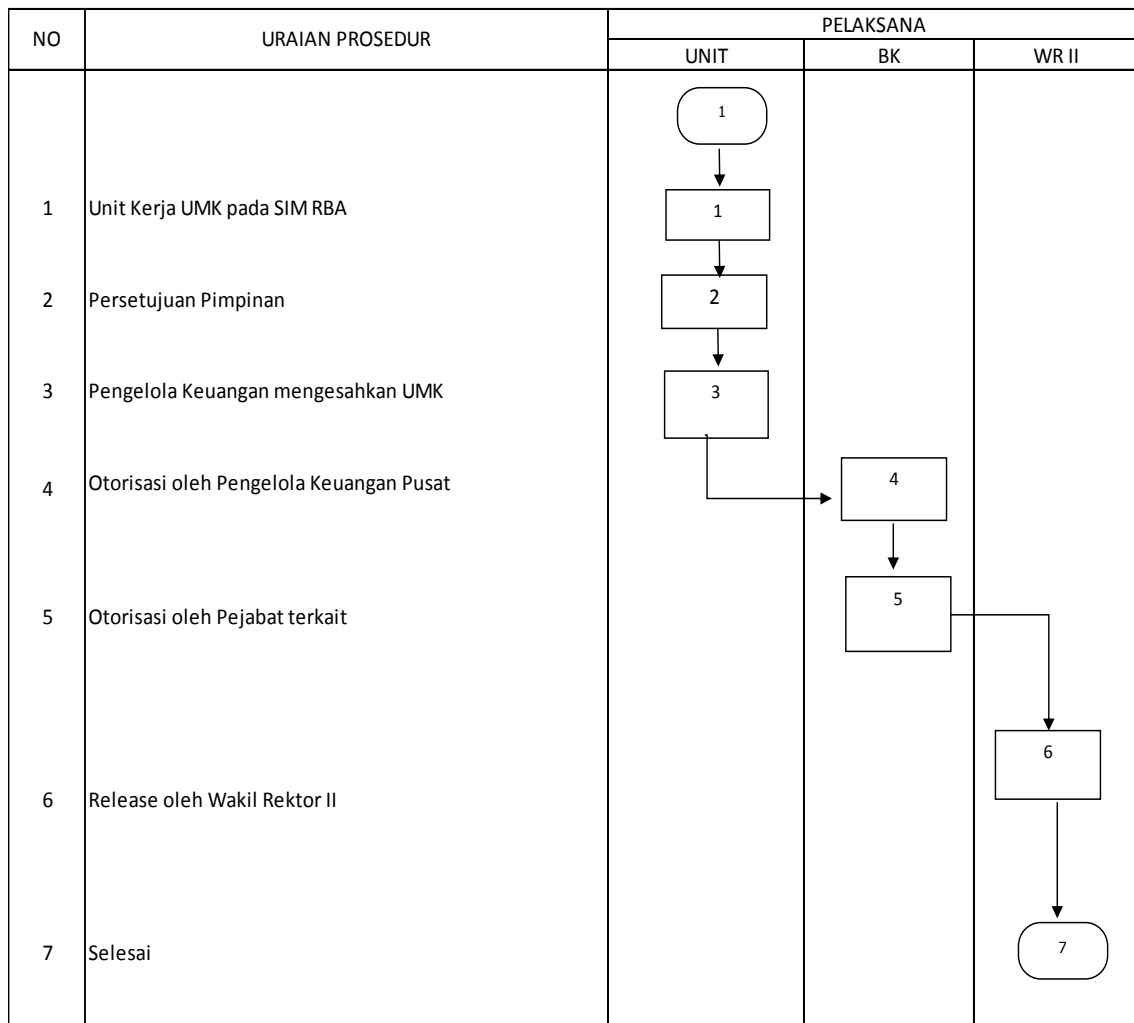 NO
URAIAN PROSEDUR
PELAKSANA
UNIT
BK
WR II
1
1
Unit Kerja UMK pada SIM RBA
1
2
Persetujuan Pimpinan
2
3
Pengelola Keuangan mengesahkan UMK
3
4
Otorisasi oleh Pengelola Keuangan Pusat
4
5
Otorisasi oleh Pejabat terkait
5
6
Release oleh Wakil Rektor II
6
7
Selesai
7